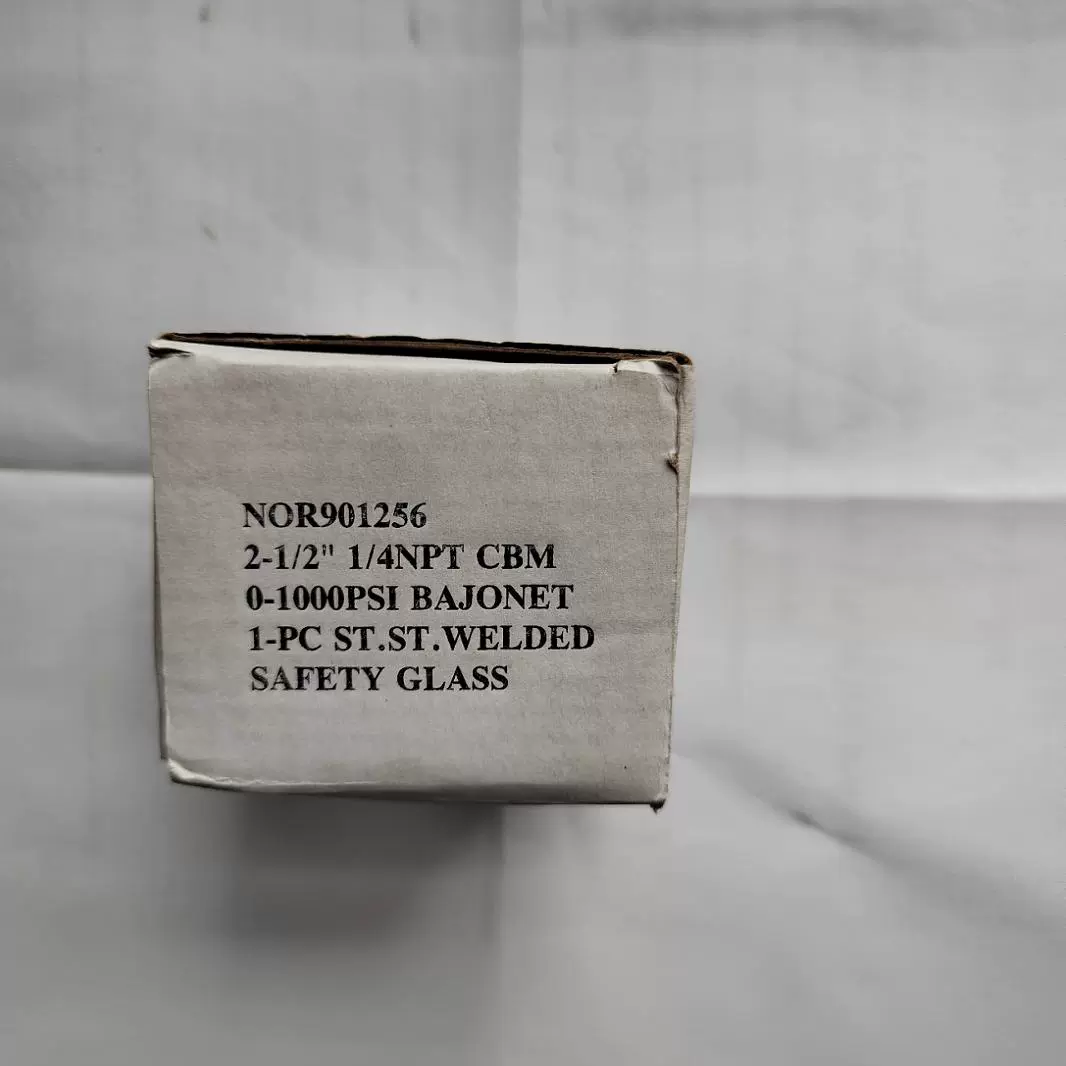 NOR901256
2-1/2" 1/4NPT CBM
0-1000PSI BAJONET
1-PC ST.ST.WELDED
SAFETY GLASS